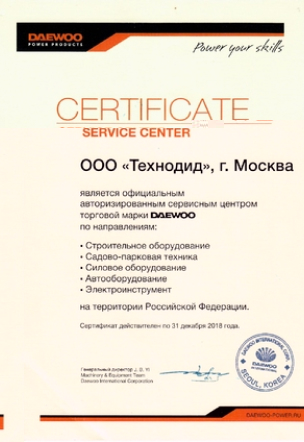 DAEWOO
POWER PRODUCTS
Power your skills
CERTIFICATE
SERVICE CENTER
ООО «Технодид», г. Москва
является официальным
авторизированным сервисным центром
торговой марки DAEWOO
по направлениям:
• Строительное оборудование
• Садово-парковая техника
• Силовое оборудование
• Автооборудование
• Электроинструмент
на территории Российской Федерации.
Сертификат действителен по 31 декабря 2018 года.
Генеральный директор J. S. Yi
Machinery & Equipment Team
Daewoo International Corporation
DAEWOO INTERNATIONAL CORP.
DAEWOO
SEOUL, KOREA
DAEWOO-POWER.RU